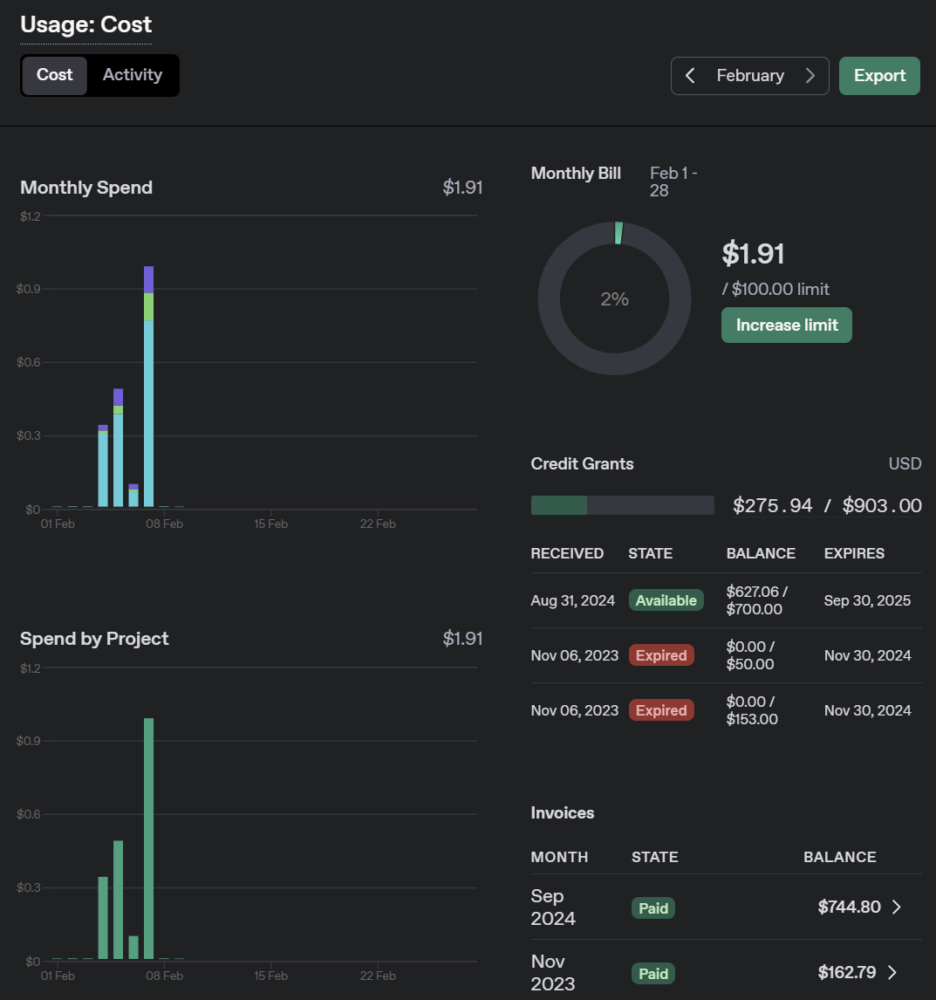 Usage: Cost
Cost Activity
February
Export
Monthly Spend $1.91
$1.2
$0.9
$0.6
$0.3
$0
01 Feb 08 Feb 15 Feb 22 Feb
Spend by Project $1.91
$1.2
$0.9
$0.6
$0.3
$0
01 Feb 08 Feb 15 Feb 22 Feb
Monthly Bill Feb 1 -
28
2%
$1.91
/ $100.00 limit
Increase limit
Credit Grants USD
$275.94 / $903.00
RECEIVED STATE BALANCE EXPIRES
Aug 31, 2024 Available $627.06 /
$700.00 Sep 30, 2025
Nov 06, 2023 Expired $0.00 /
$50.00 Nov 30, 2024
Nov 06, 2023 Expired $0.00 /
$153.00 Nov 30, 2024
Invoices
MONTH STATE BALANCE
Sep
2024 Paid $744.80
Nov
2023 Paid $162.79